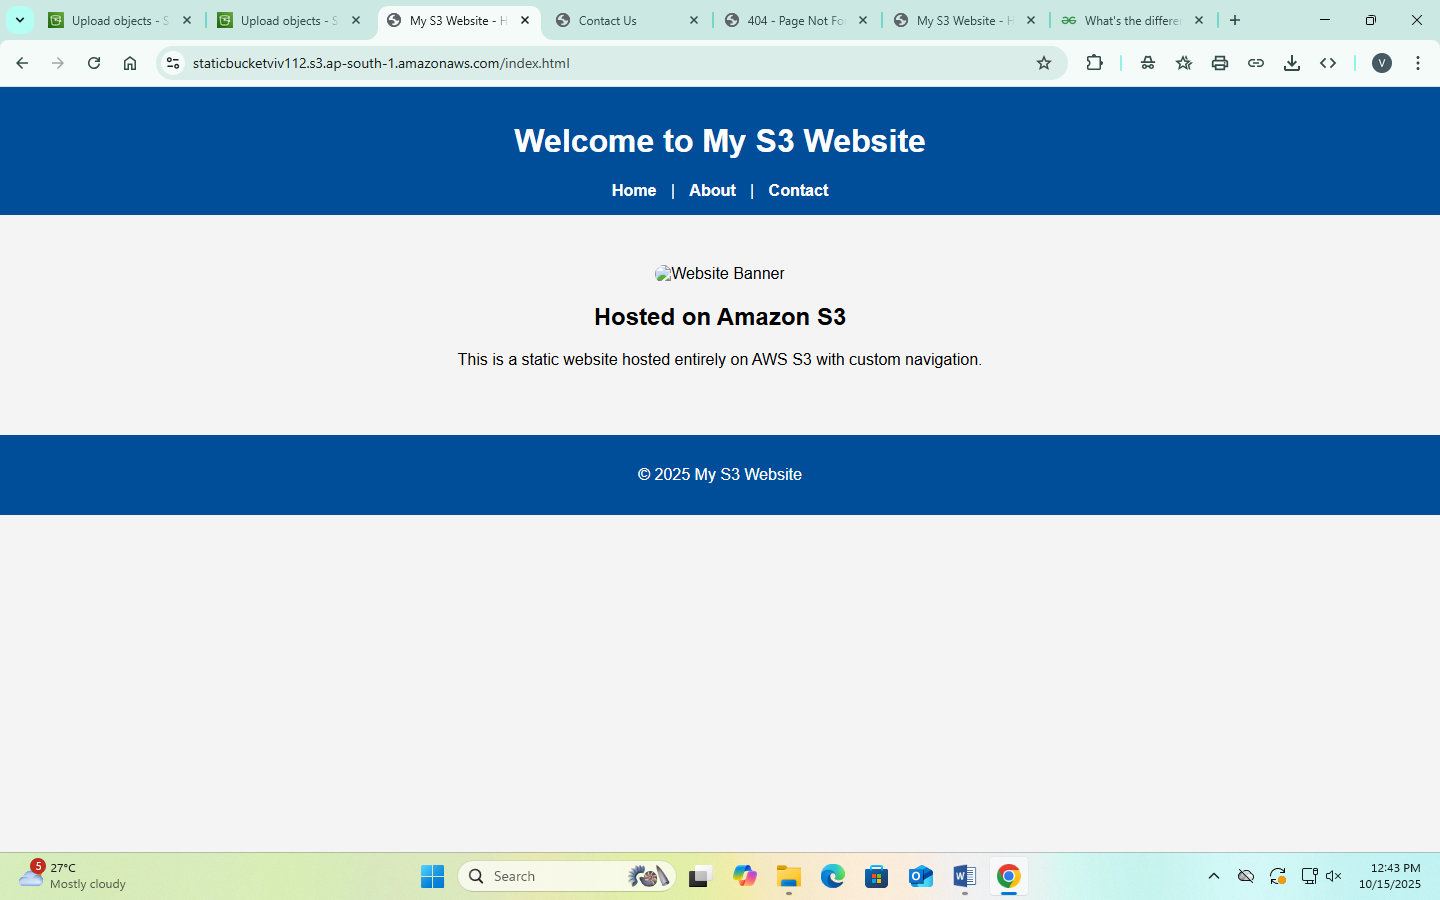 Upload objects - S
Upload objects - S
My S3 Website - H
Contact Us
404 - Page Not Fo
My S3 Website - H
What's the differe
staticbucketviv112.s3.ap-south-1.amazonaws.com/index.html
V
Welcome to My S3 Website
Home | About | Contact
Website Banner
Hosted on Amazon S3
This is a static website hosted entirely on AWS S3 with custom navigation.
© 2025 My S3 Website
5
27°C
Mostly cloudy
Search
12:43 PM
10/15/2025